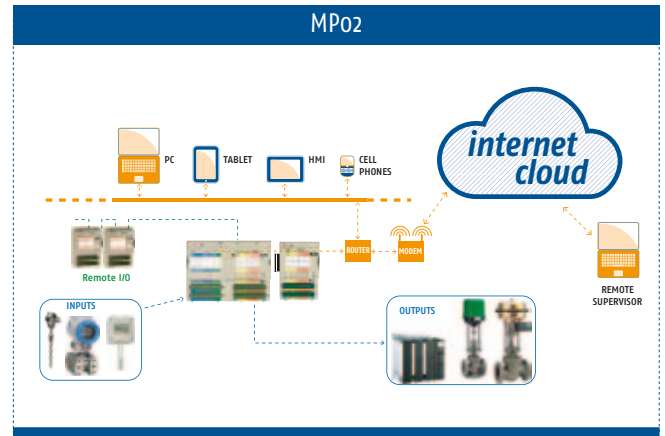 MP02
internet
cloud
PC
TABLET
HMI
CELL
PHONES
ROUTER
MODEM
Remote I/O
REMOTE
SUPERVISOR
INPUTS
OUTPUTS